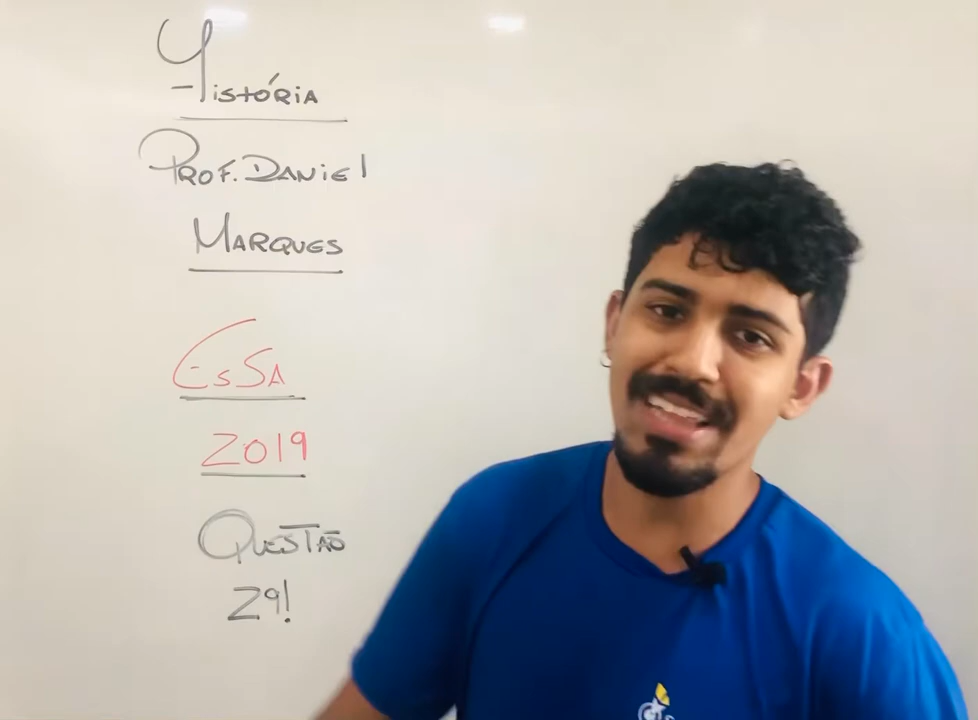 História
Prof. Daniel
Marques
EsSA
2019
Questão
29!